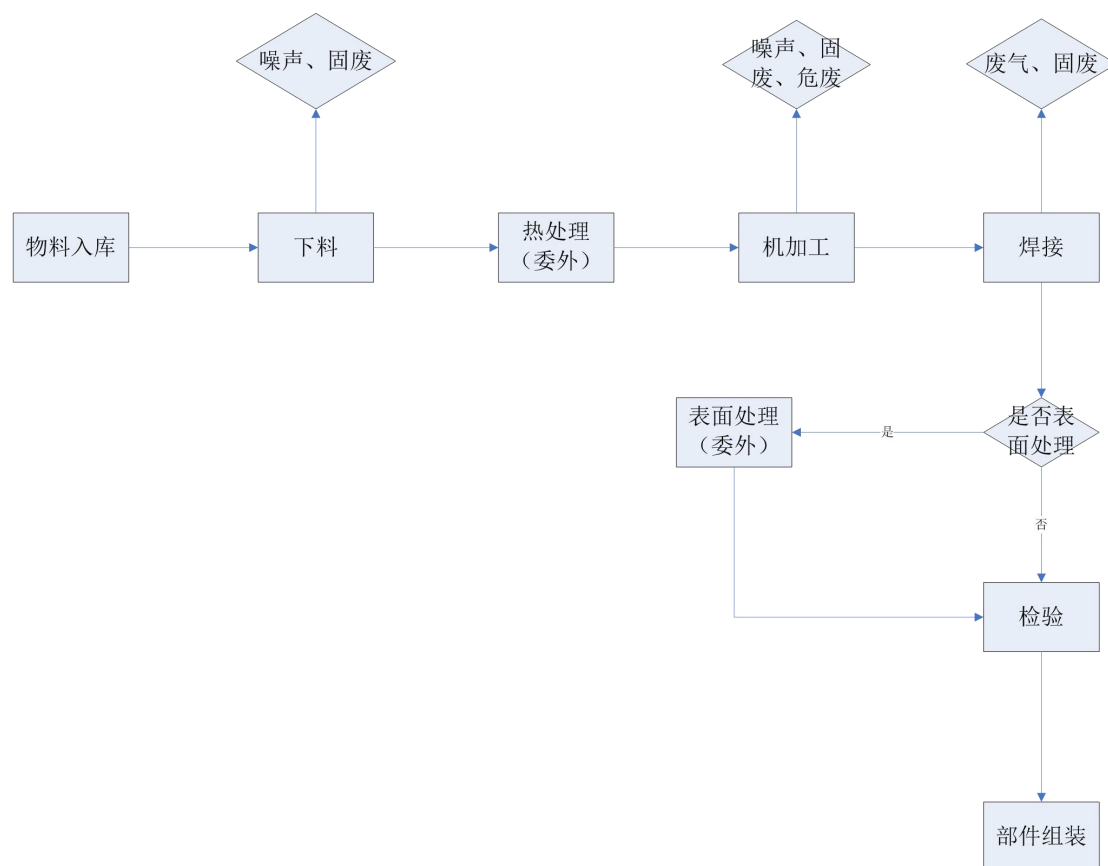 噪声、固废
噪声、固
废、危废
废气、固废
物料入库
下料
热处理
（委外）
机加工
焊接
表面处理
（委外）
是
是否表
面处理
否
检验
部件组装